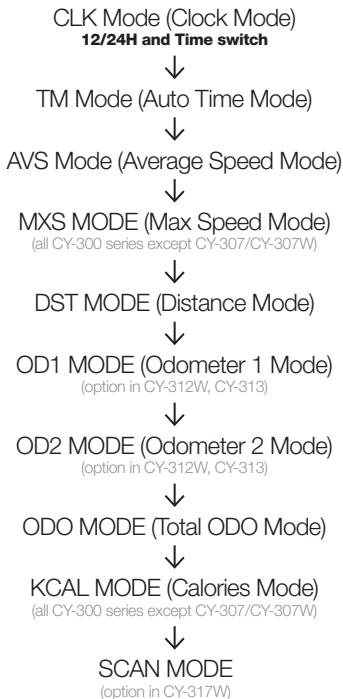 CLK Mode (Clock Mode)
12/24H and Time switch
TM Mode (Auto Time Mode)
AVS Mode (Average Speed Mode)
MXS MODE (Max Speed Mode)
(all CY-300 series except CY-307/CY-307W)
DST MODE (Distance Mode)
OD1 MODE (Odometer 1 Mode)
(option in CY-312W, CY-313)
OD2 MODE (Odometer 2 Mode)
(option in CY-312W, CY-313)
ODO MODE (Total ODO Mode)
KCAL MODE (Calories Mode)
(all CY-300 series except CY-307/CY-307W)
SCAN MODE
(option in CY-317W)